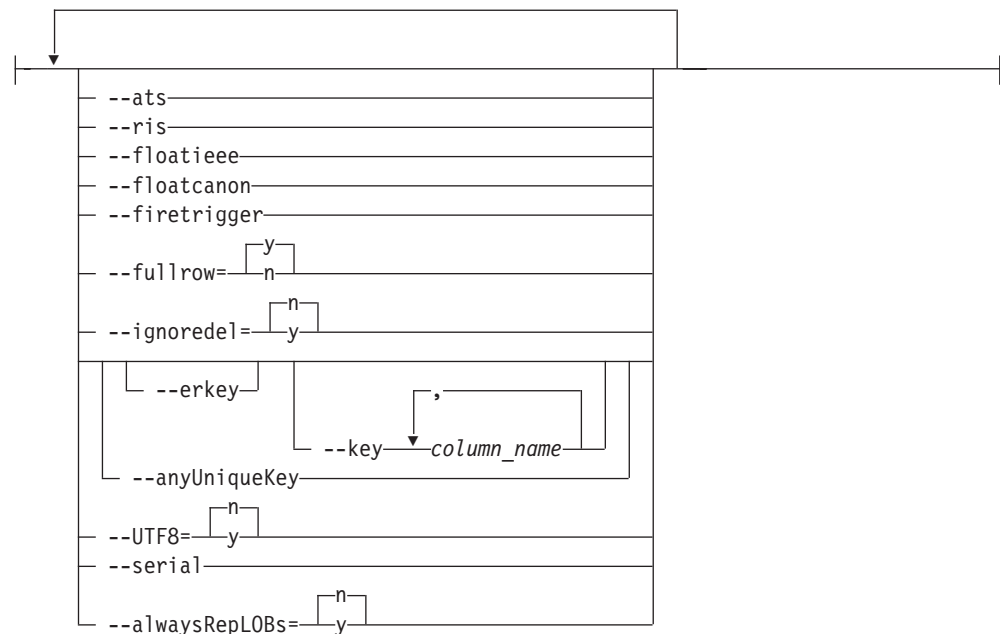 --ats
--ris
--floatieee
--floatcanon
--firetrigger
y
--fullrow= n
n
--ignoredel= y
--erkey
,
--key column_name
--anyUniqueKey
n
--UTF8= y
--serial
n
--alwaysRepLOBs= y